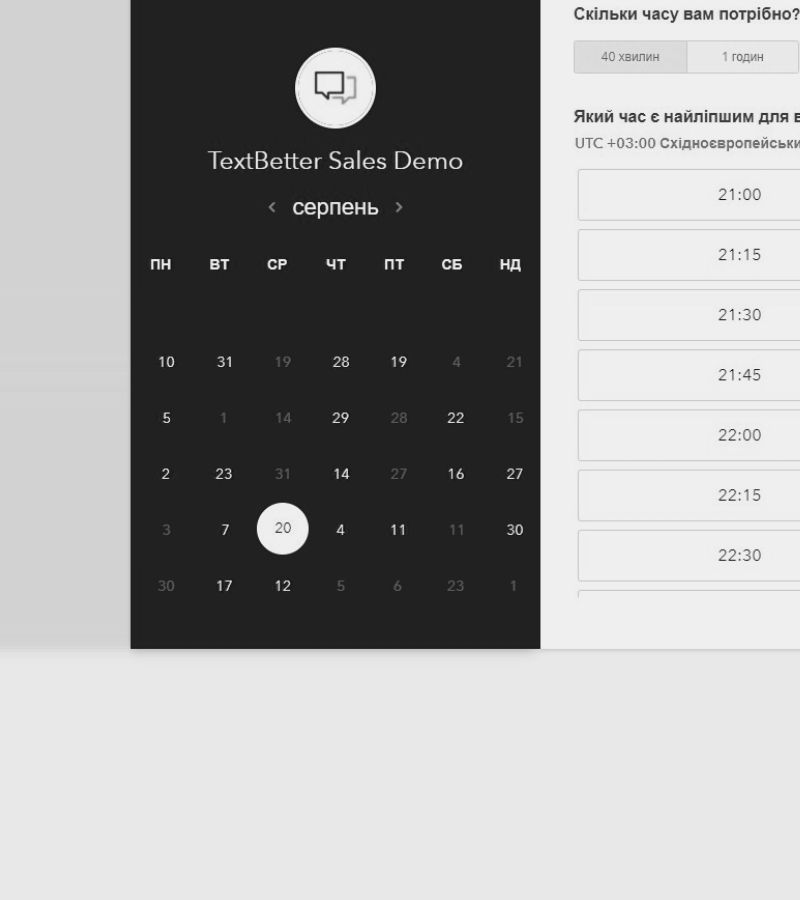 TextBetter Sales Demo
серпень
ПН ВТ СР ЧТ ПТ СБ НД
10 31 19 28 19 4 21
5 1 14 29 28 22 15
2 23 31 14 27 16 27
3 7 20 4 11 11 30
30 17 12 5 6 23 1
Скільки часу вам потрібно?
40 хвилин 1 годин
Який час є найліпшим для в
UTC +03:00 Східноєвропейськи
21:00
21:15
21:30
21:45
22:00
22:15
22:30